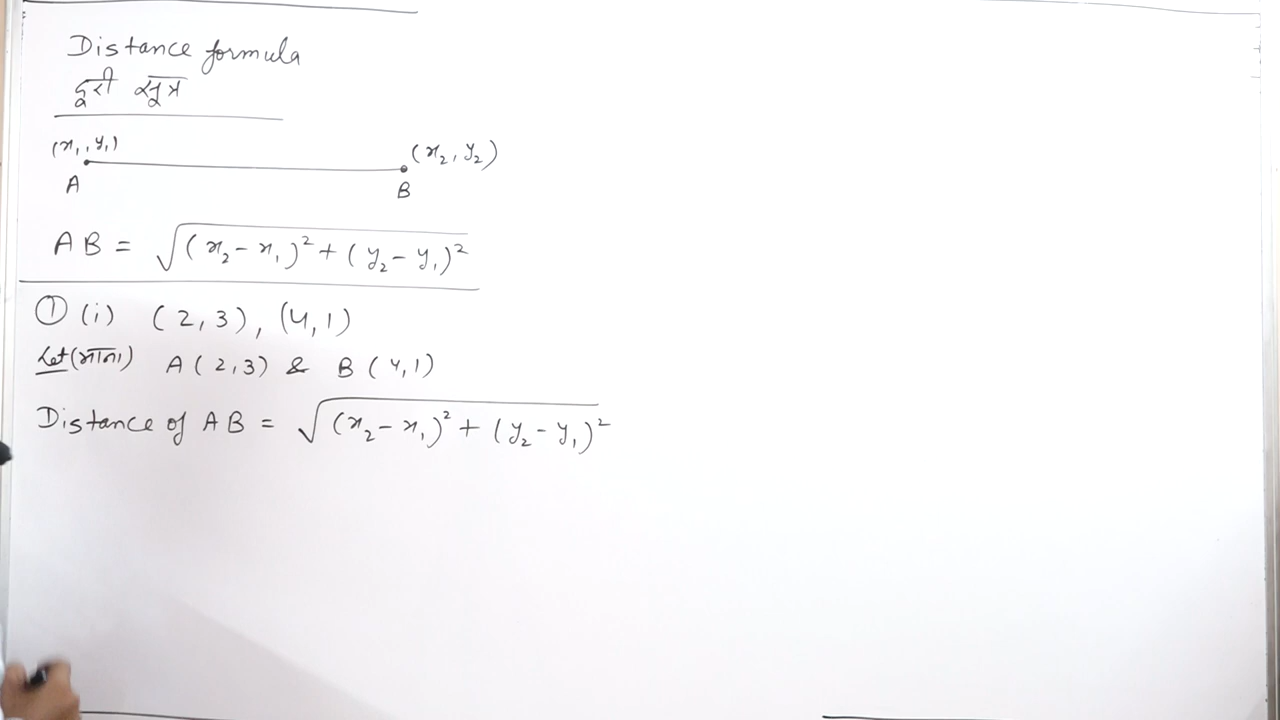 Distance formula
दूरी सूत्र
(x₁, y₁) (x₂, y₂)
A B
AB = √(x₂ - x₁)² + (y₂ - y₁)²
① (i) (2,3), (4,1)
Let (माना) A (2,3) & B (4,1)
Distance of AB = √(x₂ - x₁)² + (y₂ - y₁)²